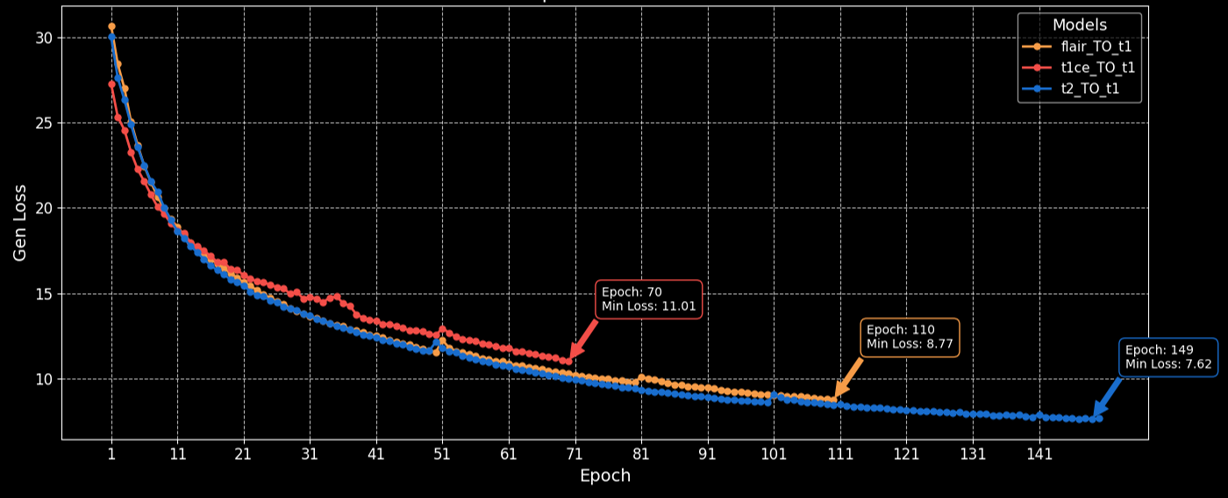 Models
flair_TO_t1
t1ce_TO_t1
t2_TO_t1
Gen Loss
30
25
20
15
10
Epoch: 70
Min Loss: 11.01
Epoch: 110
Min Loss: 8.77
Epoch: 149
Min Loss: 7.62
1 11 21 31 41 51 61 71 81 91 101 111 121 131 141
Epoch